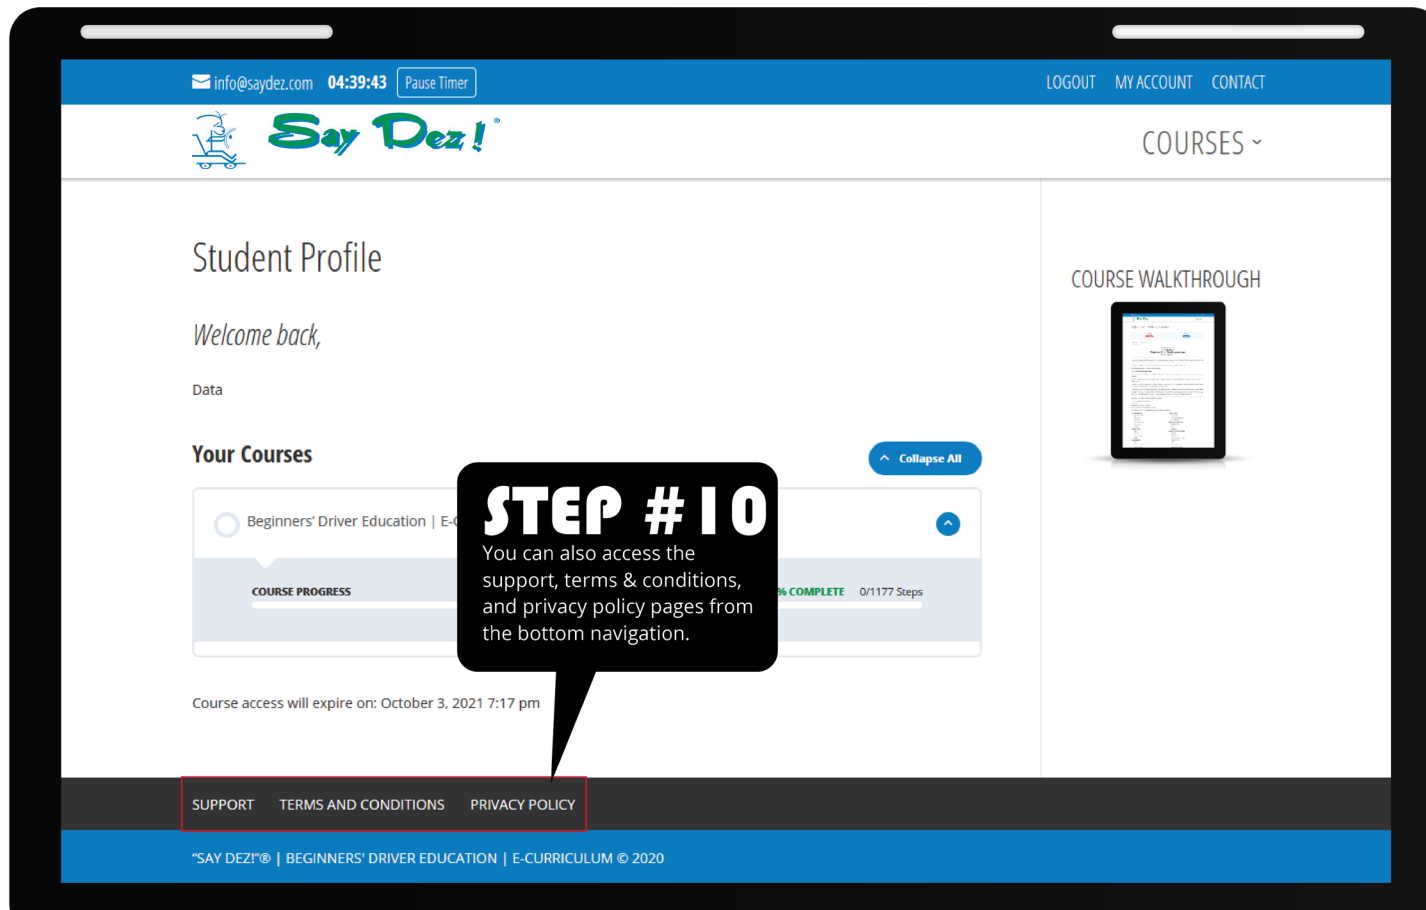 info@saydez.com 04:39:43 Pause Timer LOGOUT MY ACCOUNT CONTACT
Say Dez! ®
COURSES
Student Profile
COURSE WALKTHROUGH
Welcome back,
Data
Your Courses
Collapse All
Beginners' Driver Education | E-
COURSE PROGRESS
% COMPLETE 0/1177 Steps
STEP #10
You can also access the
support, terms & conditions,
and privacy policy pages from
the bottom navigation.
Course access will expire on: October 3, 2021 7:17 pm
SUPPORT TERMS AND CONDITIONS PRIVACY POLICY
"SAY DEZ!"® | BEGINNERS' DRIVER EDUCATION | E-CURRICULUM © 2020